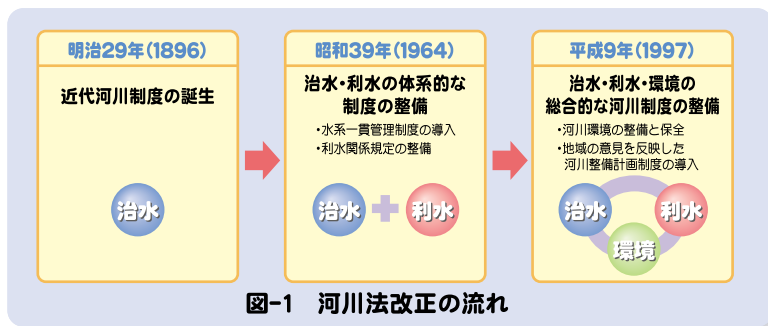 明治29年(1896)
近代河川制度の誕生
治水
昭和39年(1964)
治水・利水の体系的な
制度の整備
・水系一貫管理制度の導入
・利水関係規定の整備
治水
利水
平成9年(1997)
治水・利水・環境の
総合的な河川制度の整備
・河川環境の整備と保全
・地域の意見を反映した
河川整備計画制度の導入
治水
利水
環境
図-1 河川法改正の流れ